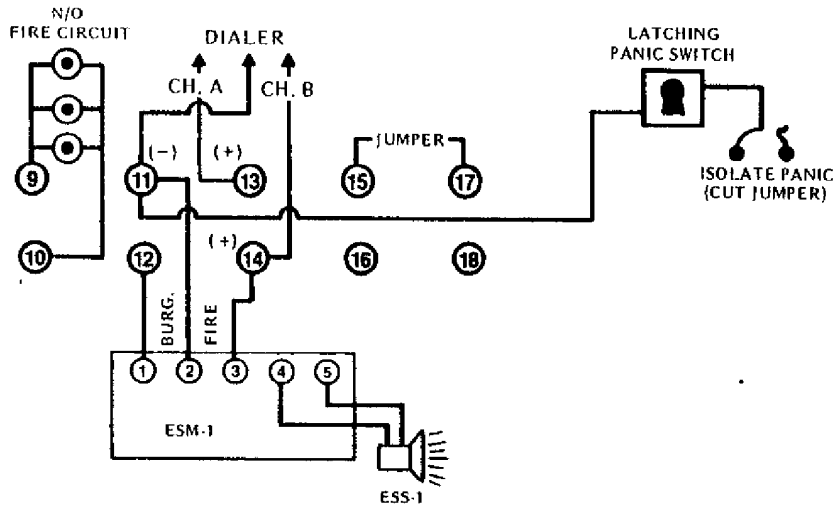 N/O
FIRE CIRCUIT
DIALER
CH. A
CH. B
LATCHING
PANIC SWITCH
(-)
(+)
JUMPER
ISOLATE PANIC
(CUT JUMPER)
9
11
13
15
17
(+)
10
12
14
16
18
BURG.
FIRE
1
2
3
4
5
ESM-1
ESS-1